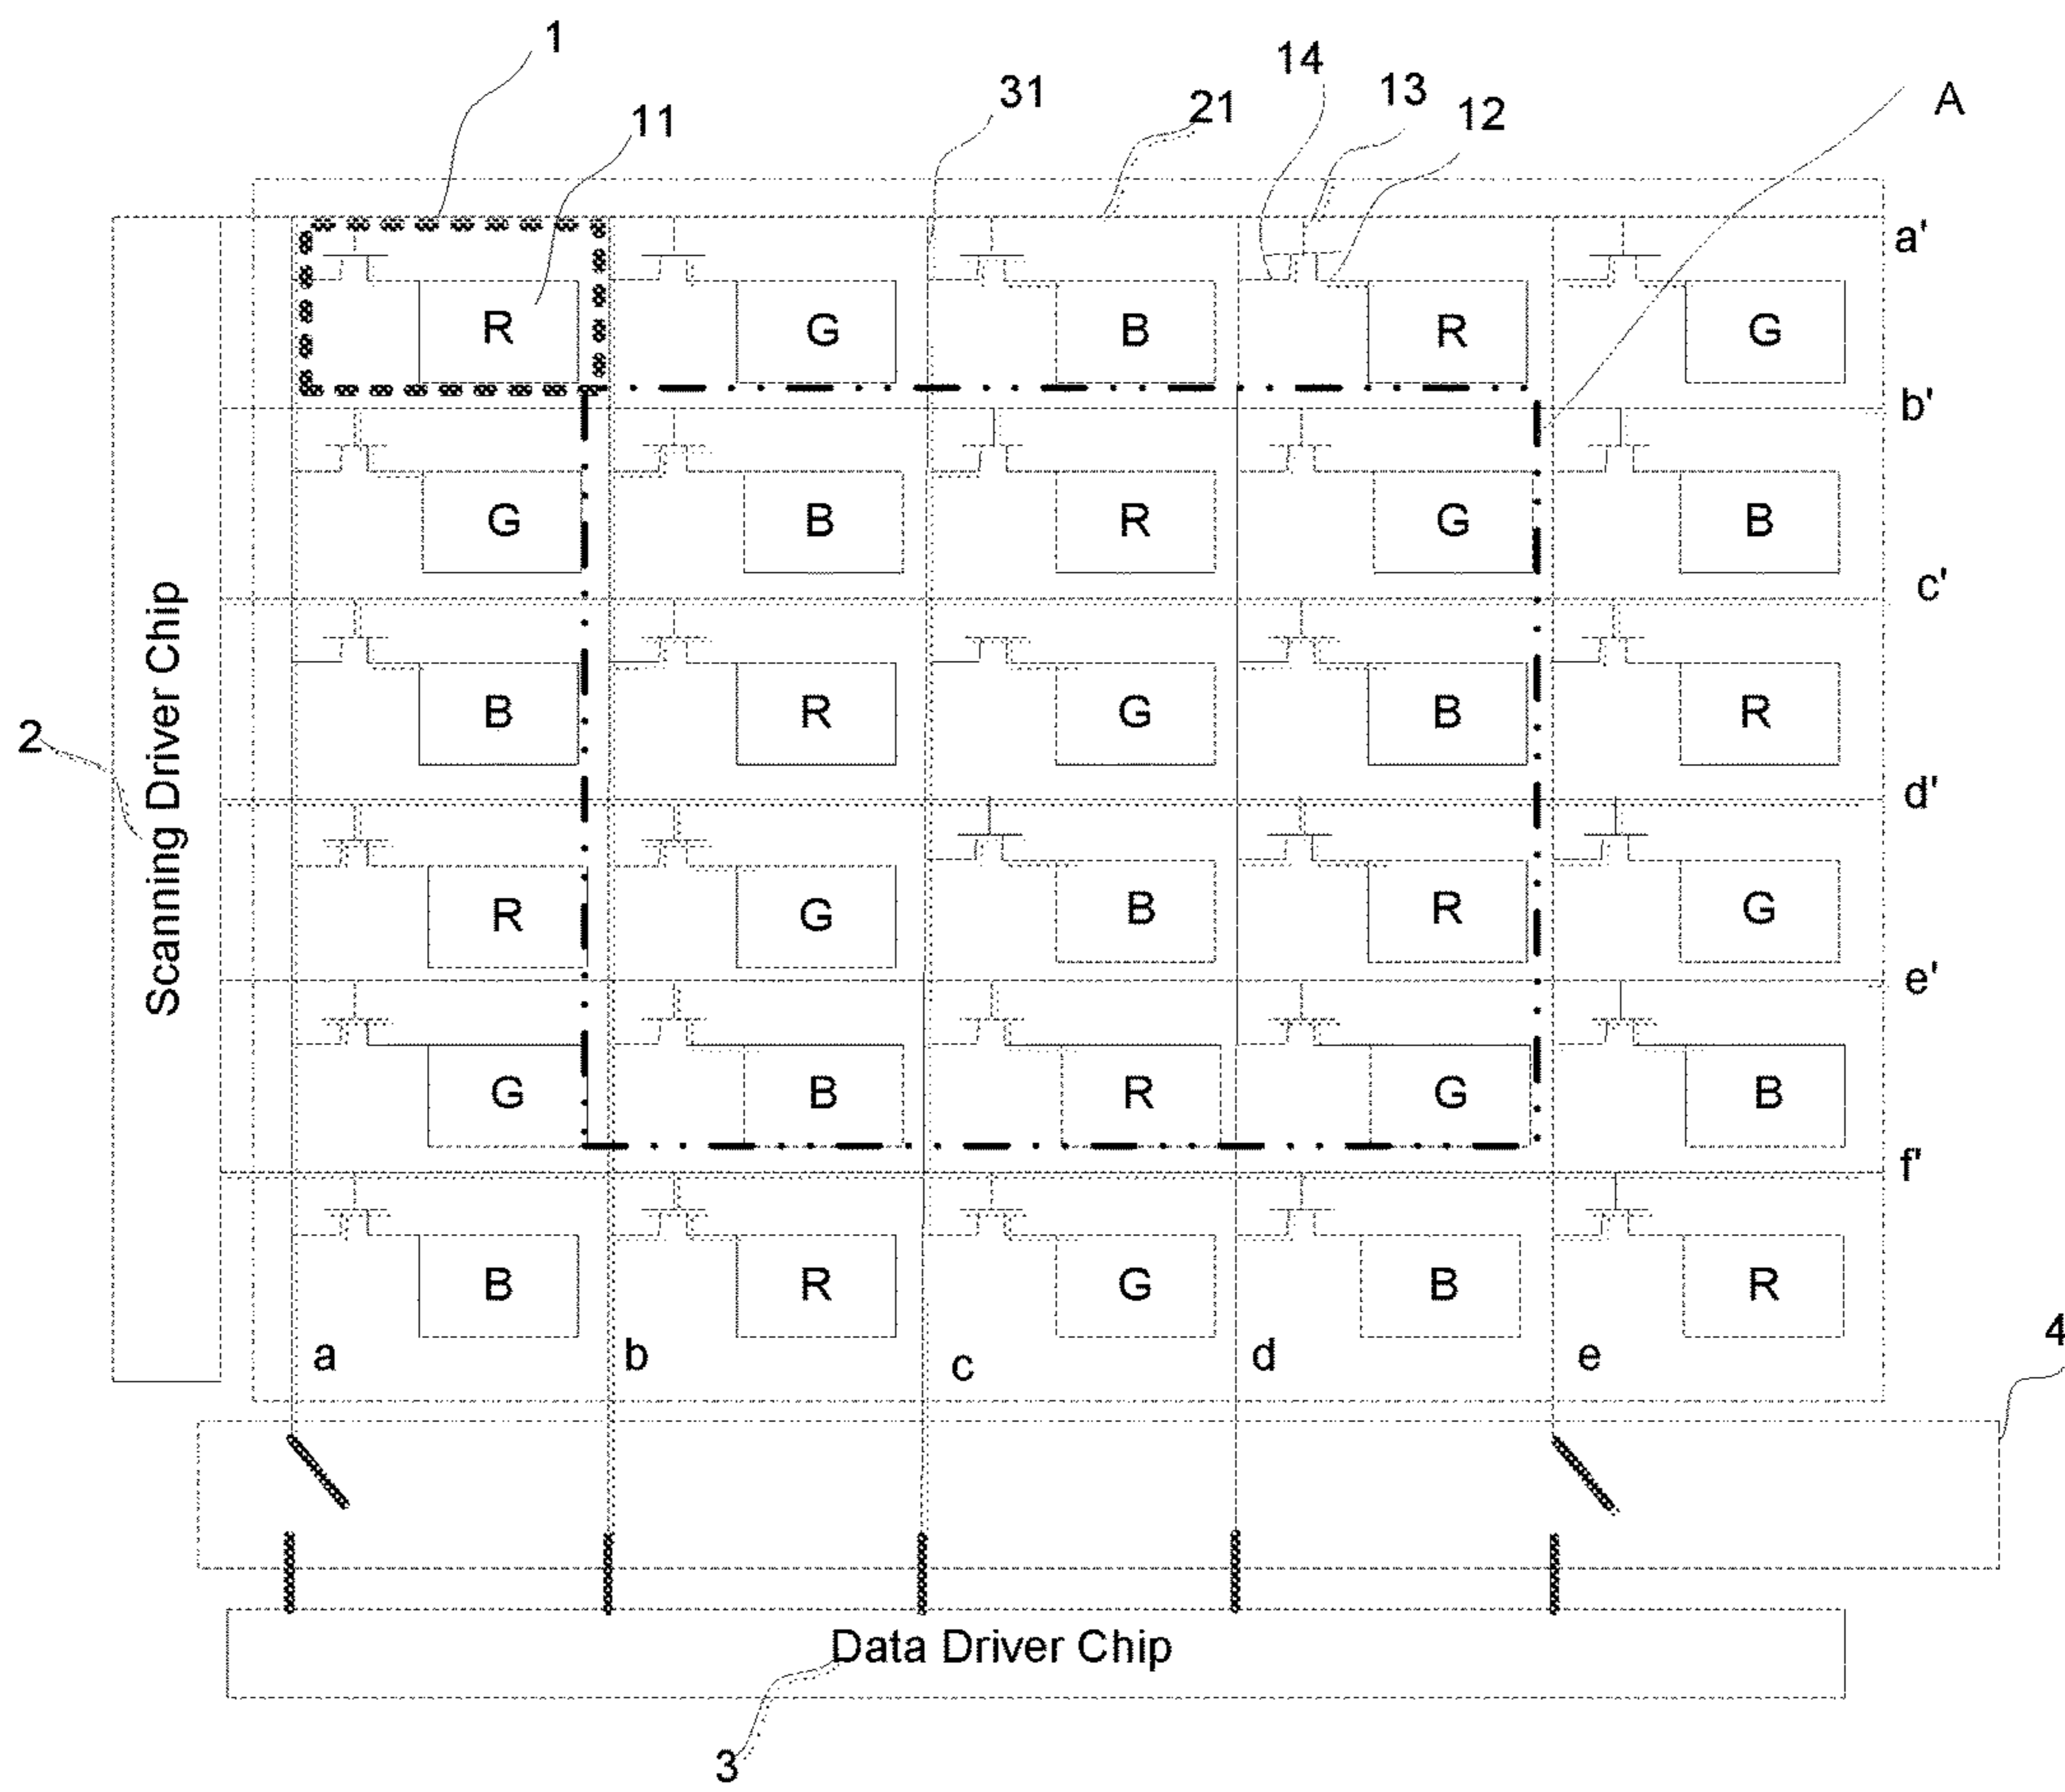 1
14
13
12
A
31
21
11
a'
R G B R G
b'
G B R G B
c'
B R G B R
2
Scanning Driver Chip
d'
R G B R G
e'
G B R G B
f'
B R G B R
a b c d e
4
Data Driver Chip
3